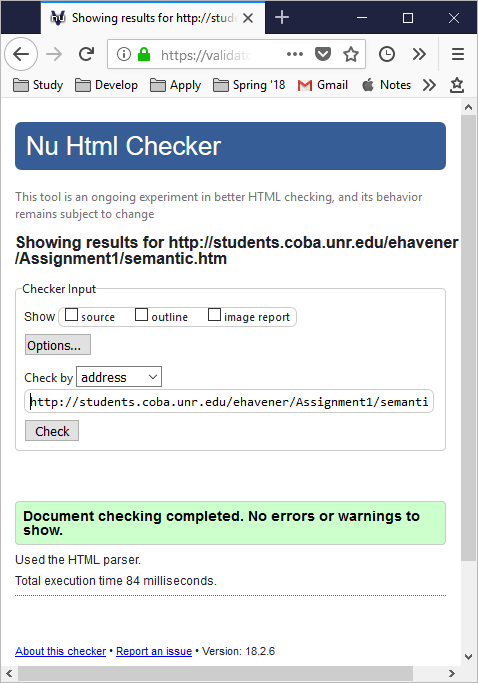 Showing results for http://stude
https://validato
Study Develop Apply Spring '18 Gmail Notes
Nu Html Checker
This tool is an ongoing experiment in better HTML checking, and its behavior
remains subject to change
Showing results for http://students.coba.unr.edu/ehavener
/Assignment1/semantic.htm
Checker Input
Show source outline image report
Options...
Check by address
http://students.coba.unr.edu/ehavener/Assignment1/semanti
Check
Document checking completed. No errors or warnings to
show.
Used the HTML parser.
Total execution time 84 milliseconds.
About this checker • Report an issue • Version: 18.2.6